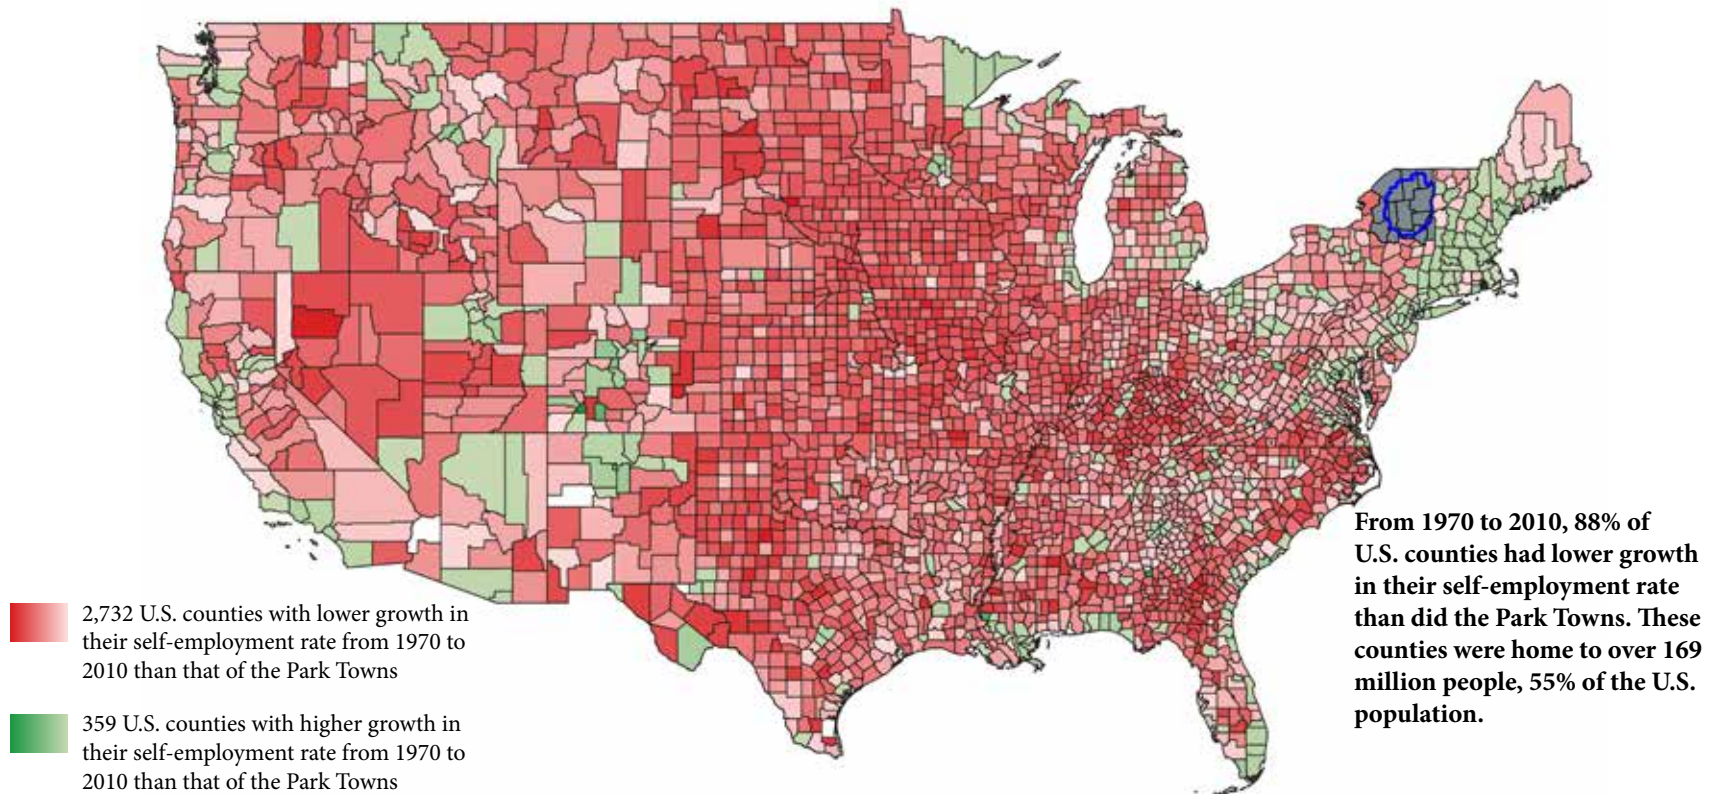 From 1970 to 2010, 88% of
U.S. counties had lower growth
in their self-employment rate
than did the Park Towns. These
counties were home to over 169
million people, 55% of the U.S.
population.
2,732 U.S. counties with lower growth in
their self-employment rate from 1970 to
2010 than that of the Park Towns
359 U.S. counties with higher growth in
their self-employment rate from 1970 to
2010 than that of the Park Towns